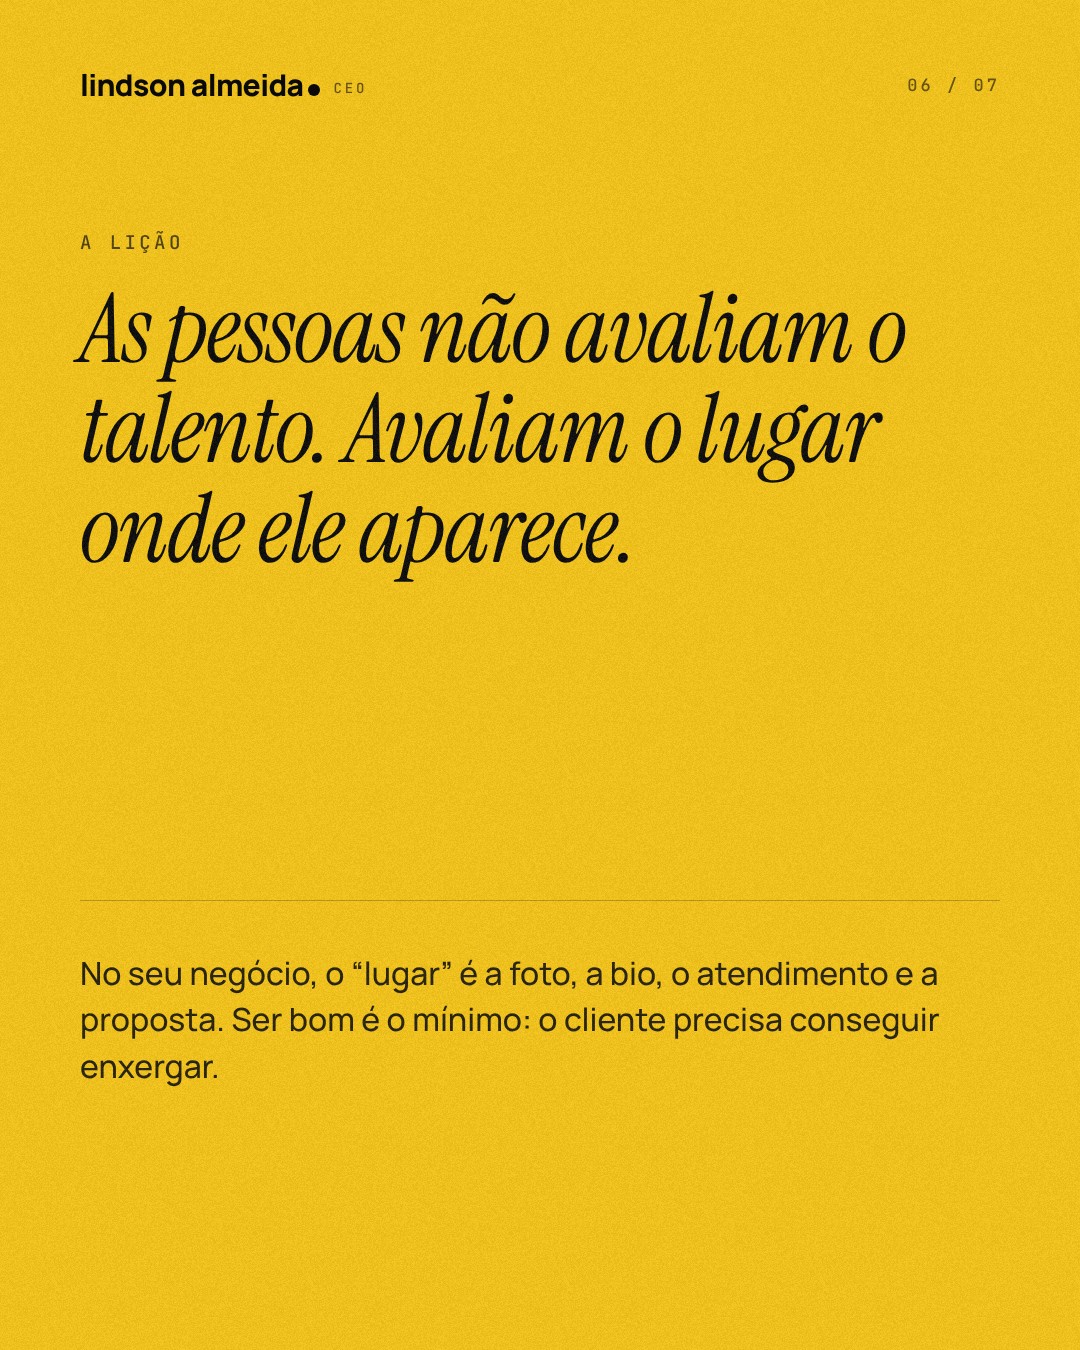 lindson almeida. CEO
06 / 07
A LIÇÃO
As pessoas não avaliam o
talento. Avaliam o lugar
onde ele aparece.
No seu negócio, o “lugar” é a foto, a bio, o atendimento e a
proposta. Ser bom é o mínimo: o cliente precisa conseguir
enxergar.